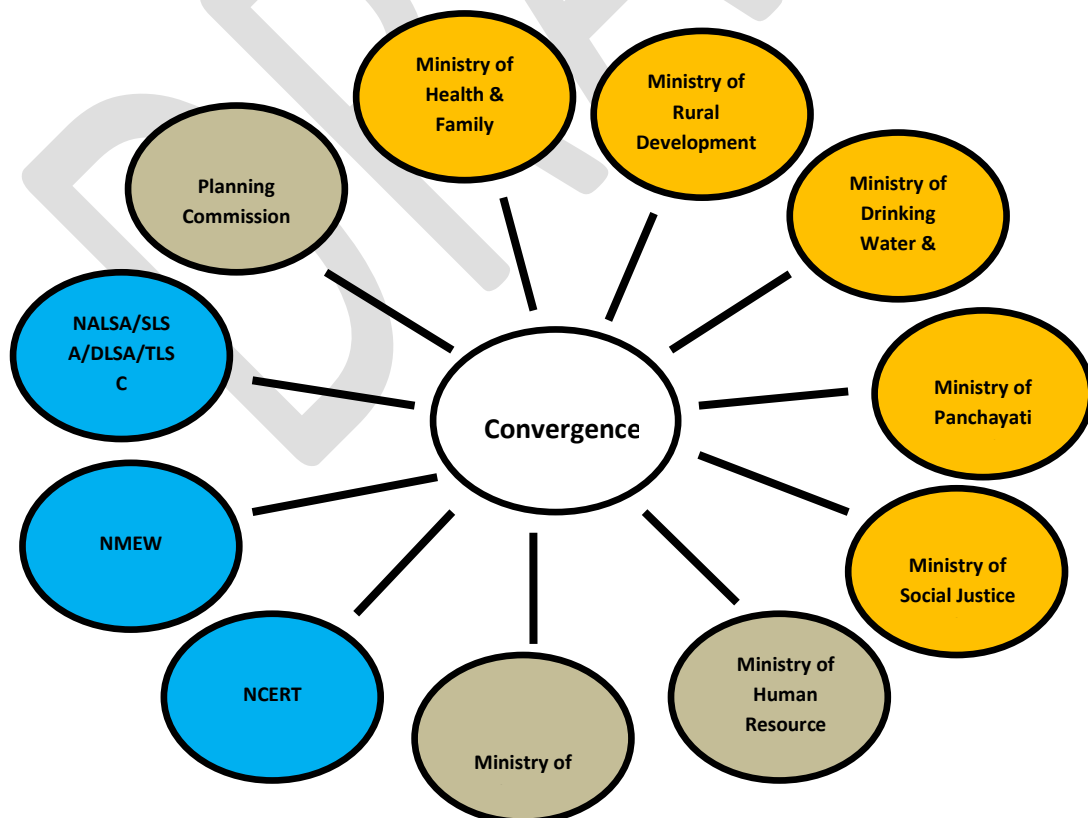 Ministry of
Health &
Family
Ministry of
Rural
Development
Ministry of
Drinking
Water &
Ministry of
Panchayati
Ministry of
Social Justice
Ministry of
Human
Resource
Ministry of
NCERT
NMEW
NALSA/SLS
A/DLSA/TLS
C
Planning
Commission
Convergence